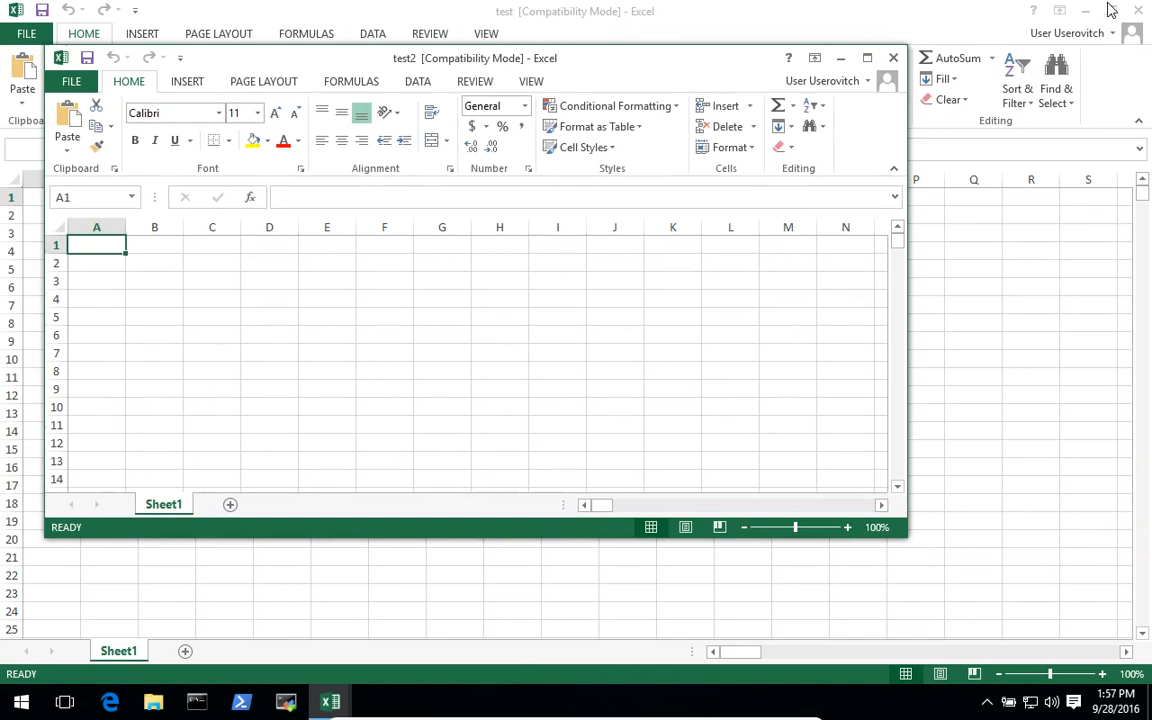 test [Compatibility Mode] - Excel
FILE HOME INSERT PAGE LAYOUT FORMULAS DATA REVIEW VIEW User Userovitch
Paste
Clipboa
AutoSum
Fill
Clear
Sort & Filter
Find & Select
Editing
test2 [Compatibility Mode] - Excel
FILE HOME INSERT PAGE LAYOUT FORMULAS DATA REVIEW VIEW User Userovitch
Paste
Calibri 11
B I U
General
$ % ,
Conditional Formatting
Format as Table
Cell Styles
Insert
Delete
Format
Clipboard Font Alignment Number Styles Cells Editing
A1 fx
A B C D E F G H I J K L M N
1
2
3
4
5
6
7
8
9
10
11
12
13
14
Sheet1
READY 100%
P Q R S
1
2
3
4
5
6
7
8
9
10
11
12
13
14
15
16
17
18
19
20
21
22
23
24
25
Sheet1
READY 100%
1:57 PM
9/28/2016